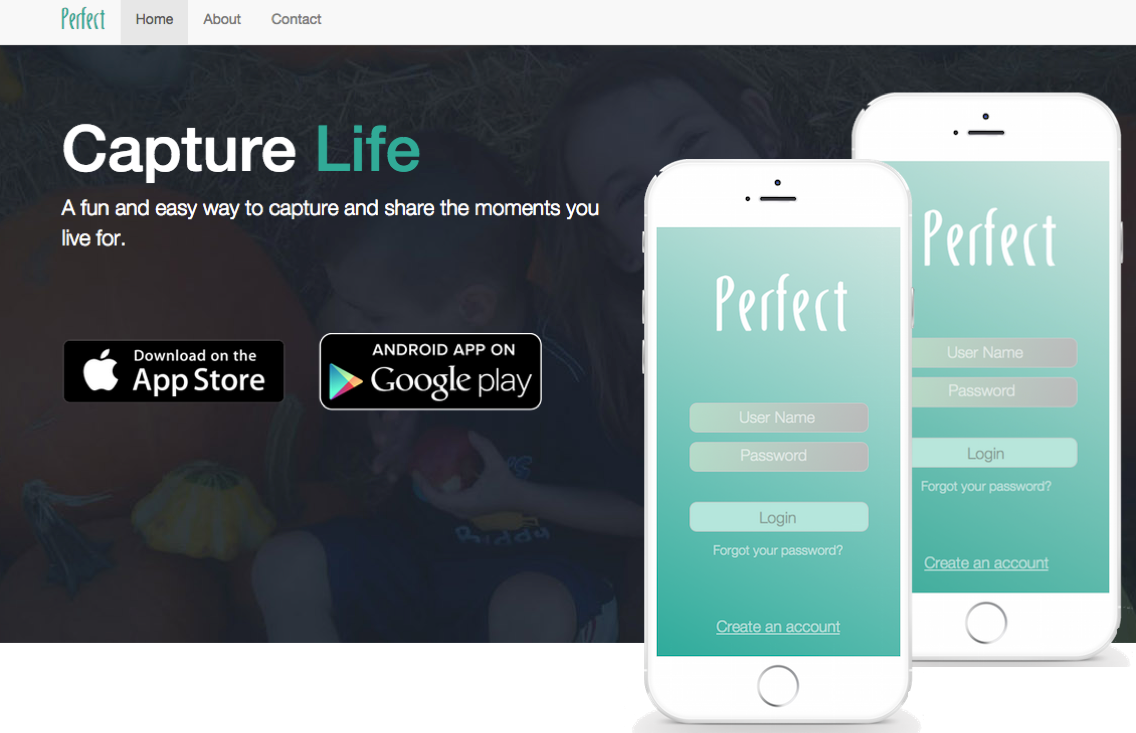 Perfect
Home
About
Contact
Capture Life
A fun and easy way to capture and share the moments you
live for.
Download on the
App Store
ANDROID APP ON
Google play
Perfect
User Name
Password
Login
Forgot your password?
Create an account
Perfect
User Name
Password
Login
Forgot your password?
Create an account